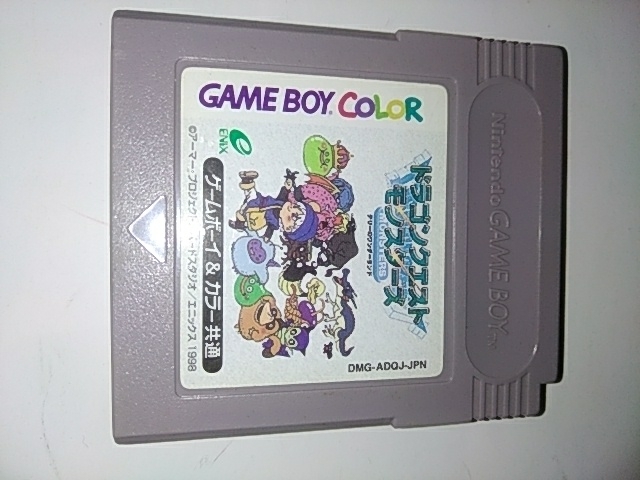 Nintendo GAME BOY
GAME BOY COLOR
ENIX
ドラゴンクエスト
モンスターズ
テリーのワンダーランド
DMG-ADQJ-JPN
ゲームボーイ&カラー共通
©アーマープロジェクト/バードスタジオ/エニックス 1998